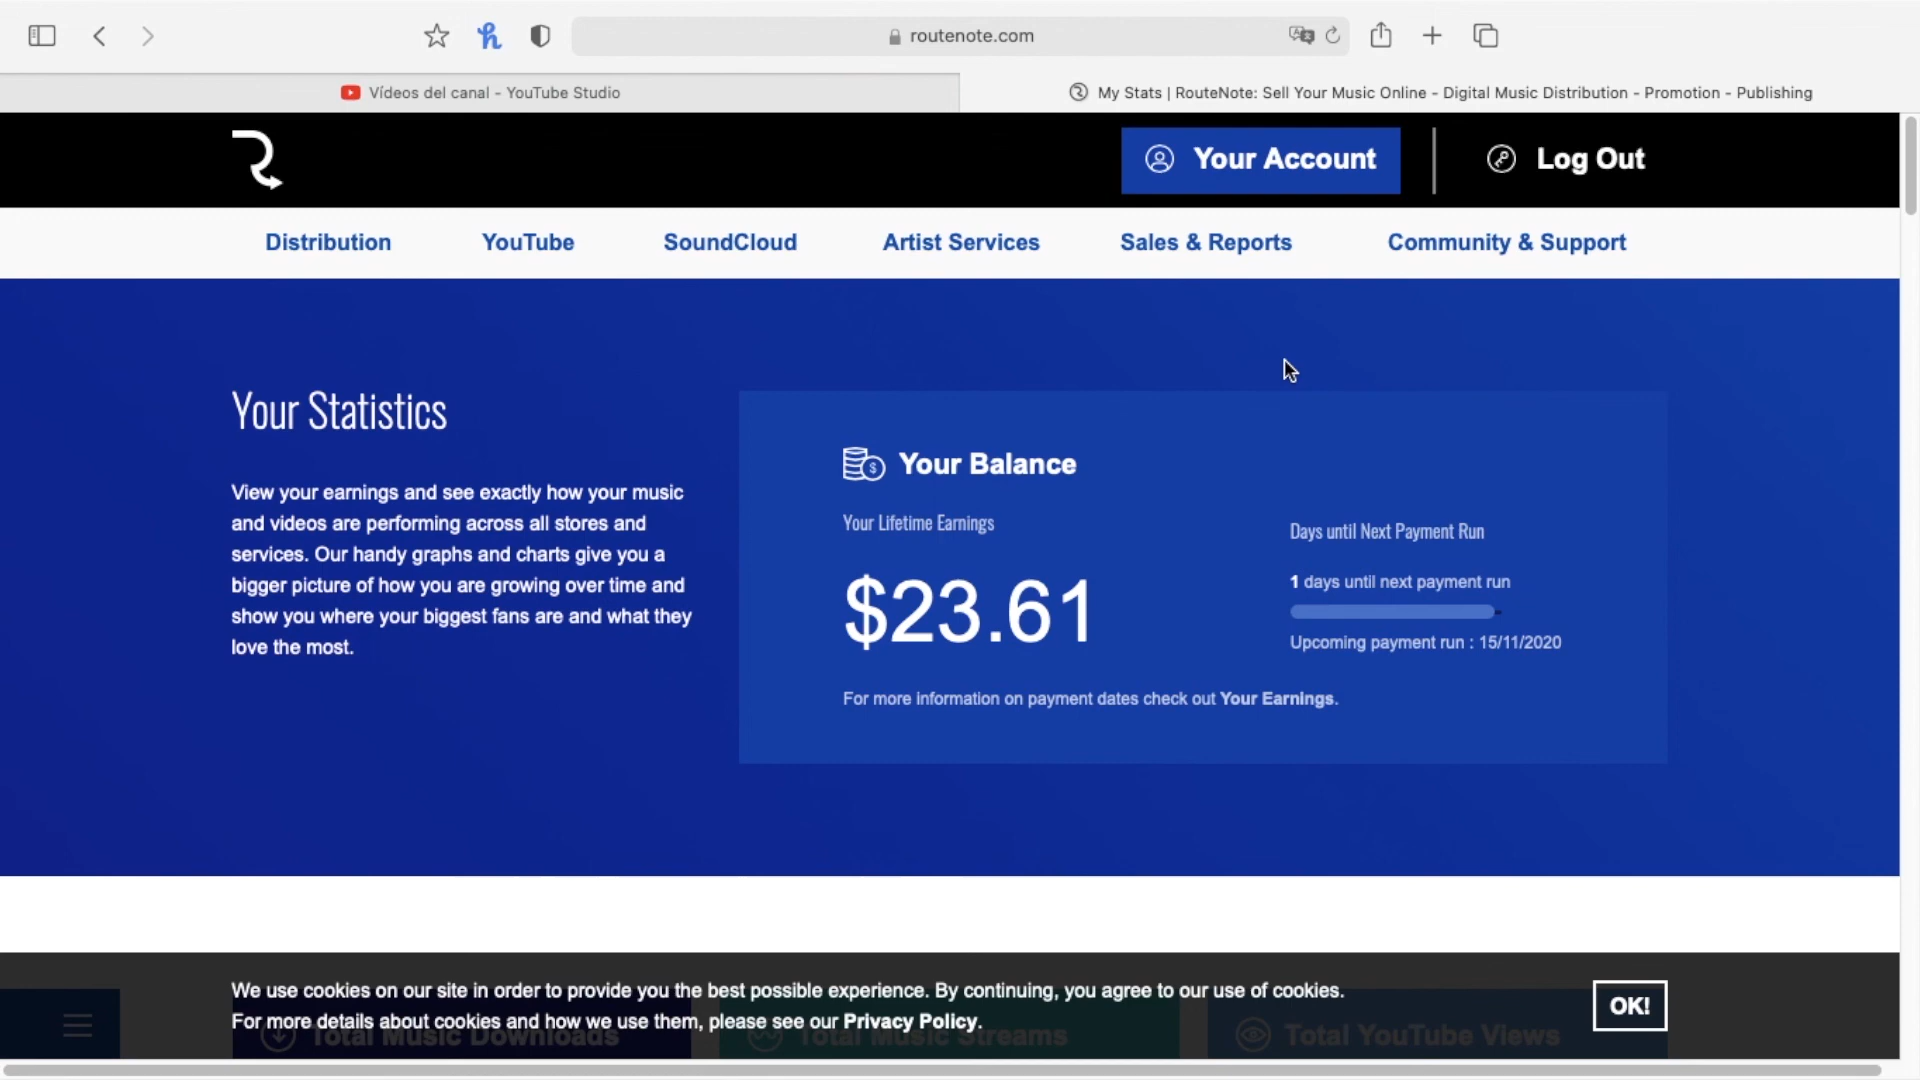 routenote.com
Vídeos del canal - YouTube Studio
My Stats | RouteNote: Sell Your Music Online - Digital Music Distribution - Promotion - Publishing
Your Account
Log Out
Distribution
YouTube
SoundCloud
Artist Services
Sales & Reports
Community & Support
Your Statistics
View your earnings and see exactly how your music
and videos are performing across all stores and
services. Our handy graphs and charts give you a
bigger picture of how you are growing over time and
show you where your biggest fans are and what they
love the most.
Your Balance
Your Lifetime Earnings
$23.61
Days until Next Payment Run
1 days until next payment run
Upcoming payment run : 15/11/2020
For more information on payment dates check out Your Earnings.
We use cookies on our site in order to provide you the best possible experience. By continuing, you agree to our use of cookies.
For more details about cookies and how we use them, please see our Privacy Policy.
OK!
Total Music Downloads
Total Music Streams
Total YouTube Views